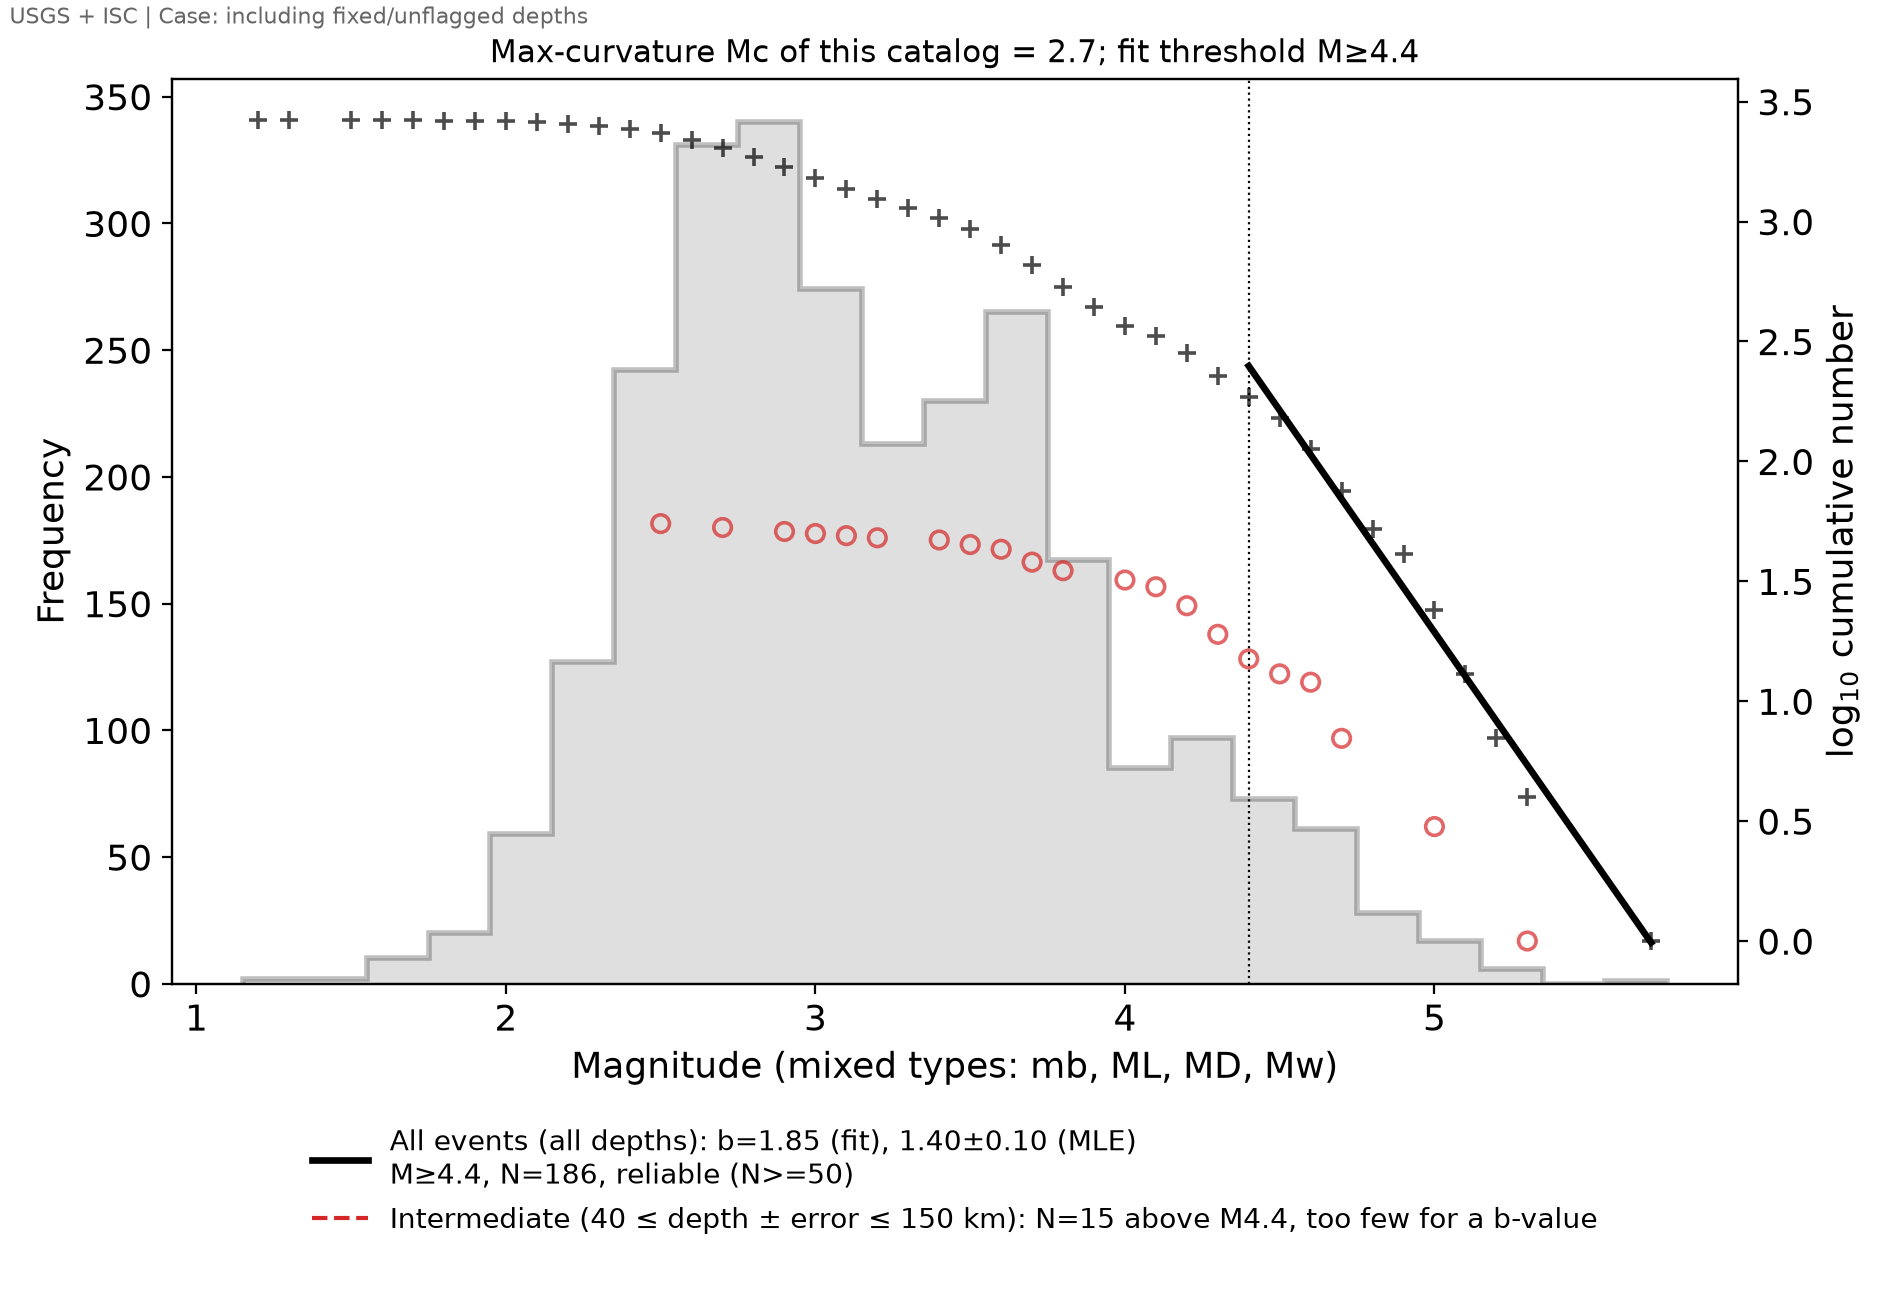 USGS + ISC | Case: including fixed/unflagged depths
Max-curvature Mc of this catalog = 2.7; fit threshold M≥4.4
Frequency
350
300
250
200
150
100
50
0
3.5
3.0
2.5
2.0
1.5
1.0
0.5
0.0
log₁₀ cumulative number
1 2 3 4 5
Magnitude (mixed types: mb, ML, MD, Mw)
All events (all depths): b=1.85 (fit), 1.40±0.10 (MLE)
M≥4.4, N=186, reliable (N>=50)
Intermediate (40 ≤ depth ± error ≤ 150 km): N=15 above M4.4, too few for a b-value